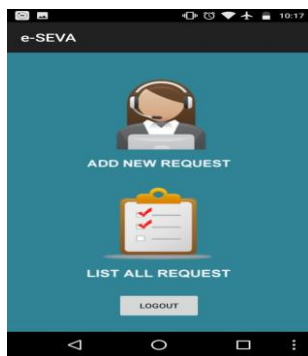 10:17
e-SEVA
ADD NEW REQUEST
LIST ALL REQUEST
LOGOUT